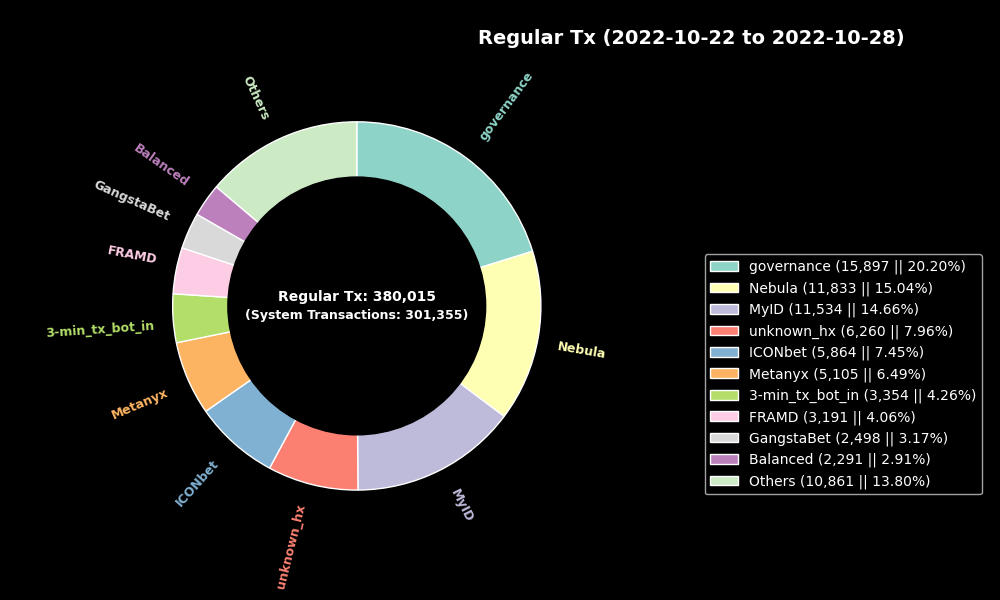 Regular Tx (2022-10-22 to 2022-10-28)
governance
Others
Balanced
GangstaBet
FRAMD
3-min_tx_bot_in
Metanyx
ICONbet
unknown_hx
MyID
Nebula
Regular Tx: 380,015
(System Transactions: 301,355)
governance (15,897 || 20.20%)
Nebula (11,833 || 15.04%)
MyID (11,534 || 14.66%)
unknown_hx (6,260 || 7.96%)
ICONbet (5,864 || 7.45%)
Metanyx (5,105 || 6.49%)
3-min_tx_bot_in (3,354 || 4.26%)
FRAMD (3,191 || 4.06%)
GangstaBet (2,498 || 3.17%)
Balanced (2,291 || 2.91%)
Others (10,861 || 13.80%)